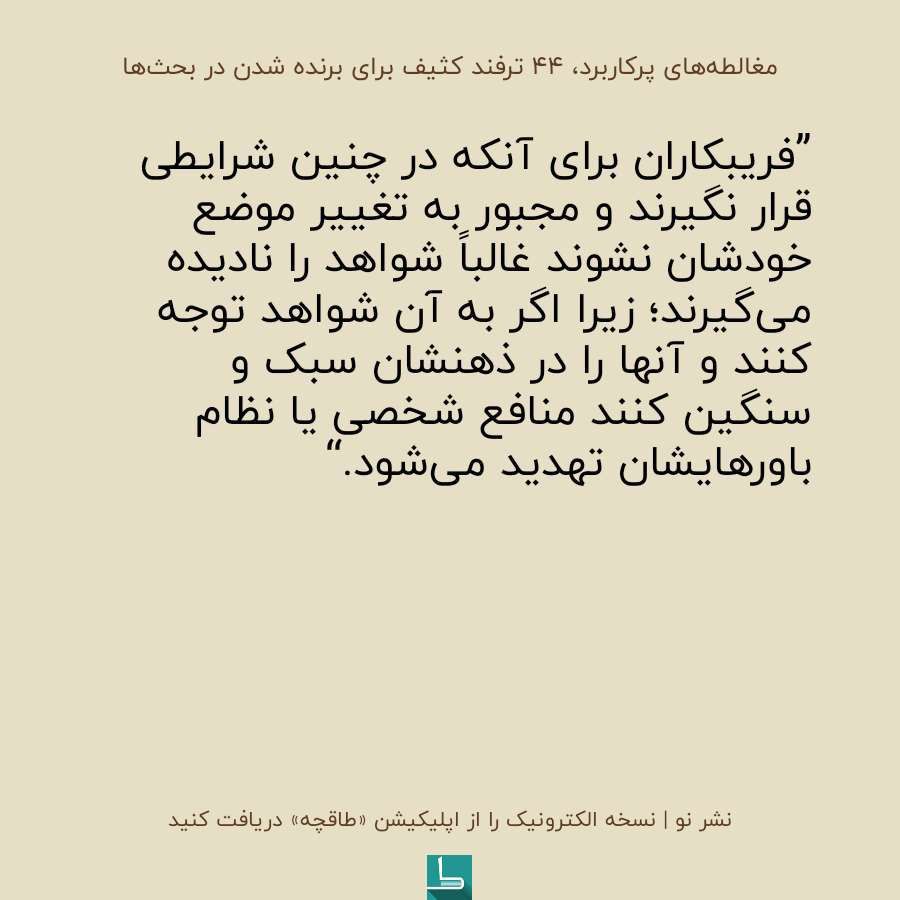 مغالطه‌های پرکاربرد، ۴۴ ترفند کثیف برای برنده شدن در بحث‌ها
”فریبکاران برای آنکه در چنین شرایطی
قرار نگیرند و مجبور به تغییر موضع
خودشان نشوند غالباً شواهد را نادیده
می‌گیرند؛ زیرا اگر به آن شواهد توجه
کنند و آنها را در ذهنشان سبک و
سنگین کنند منافع شخصی یا نظام
باورهایشان تهدید می‌شود.“
نشر نو | نسخه الکترونیک را از اپلیکیشن «طاقچه» دریافت کنید